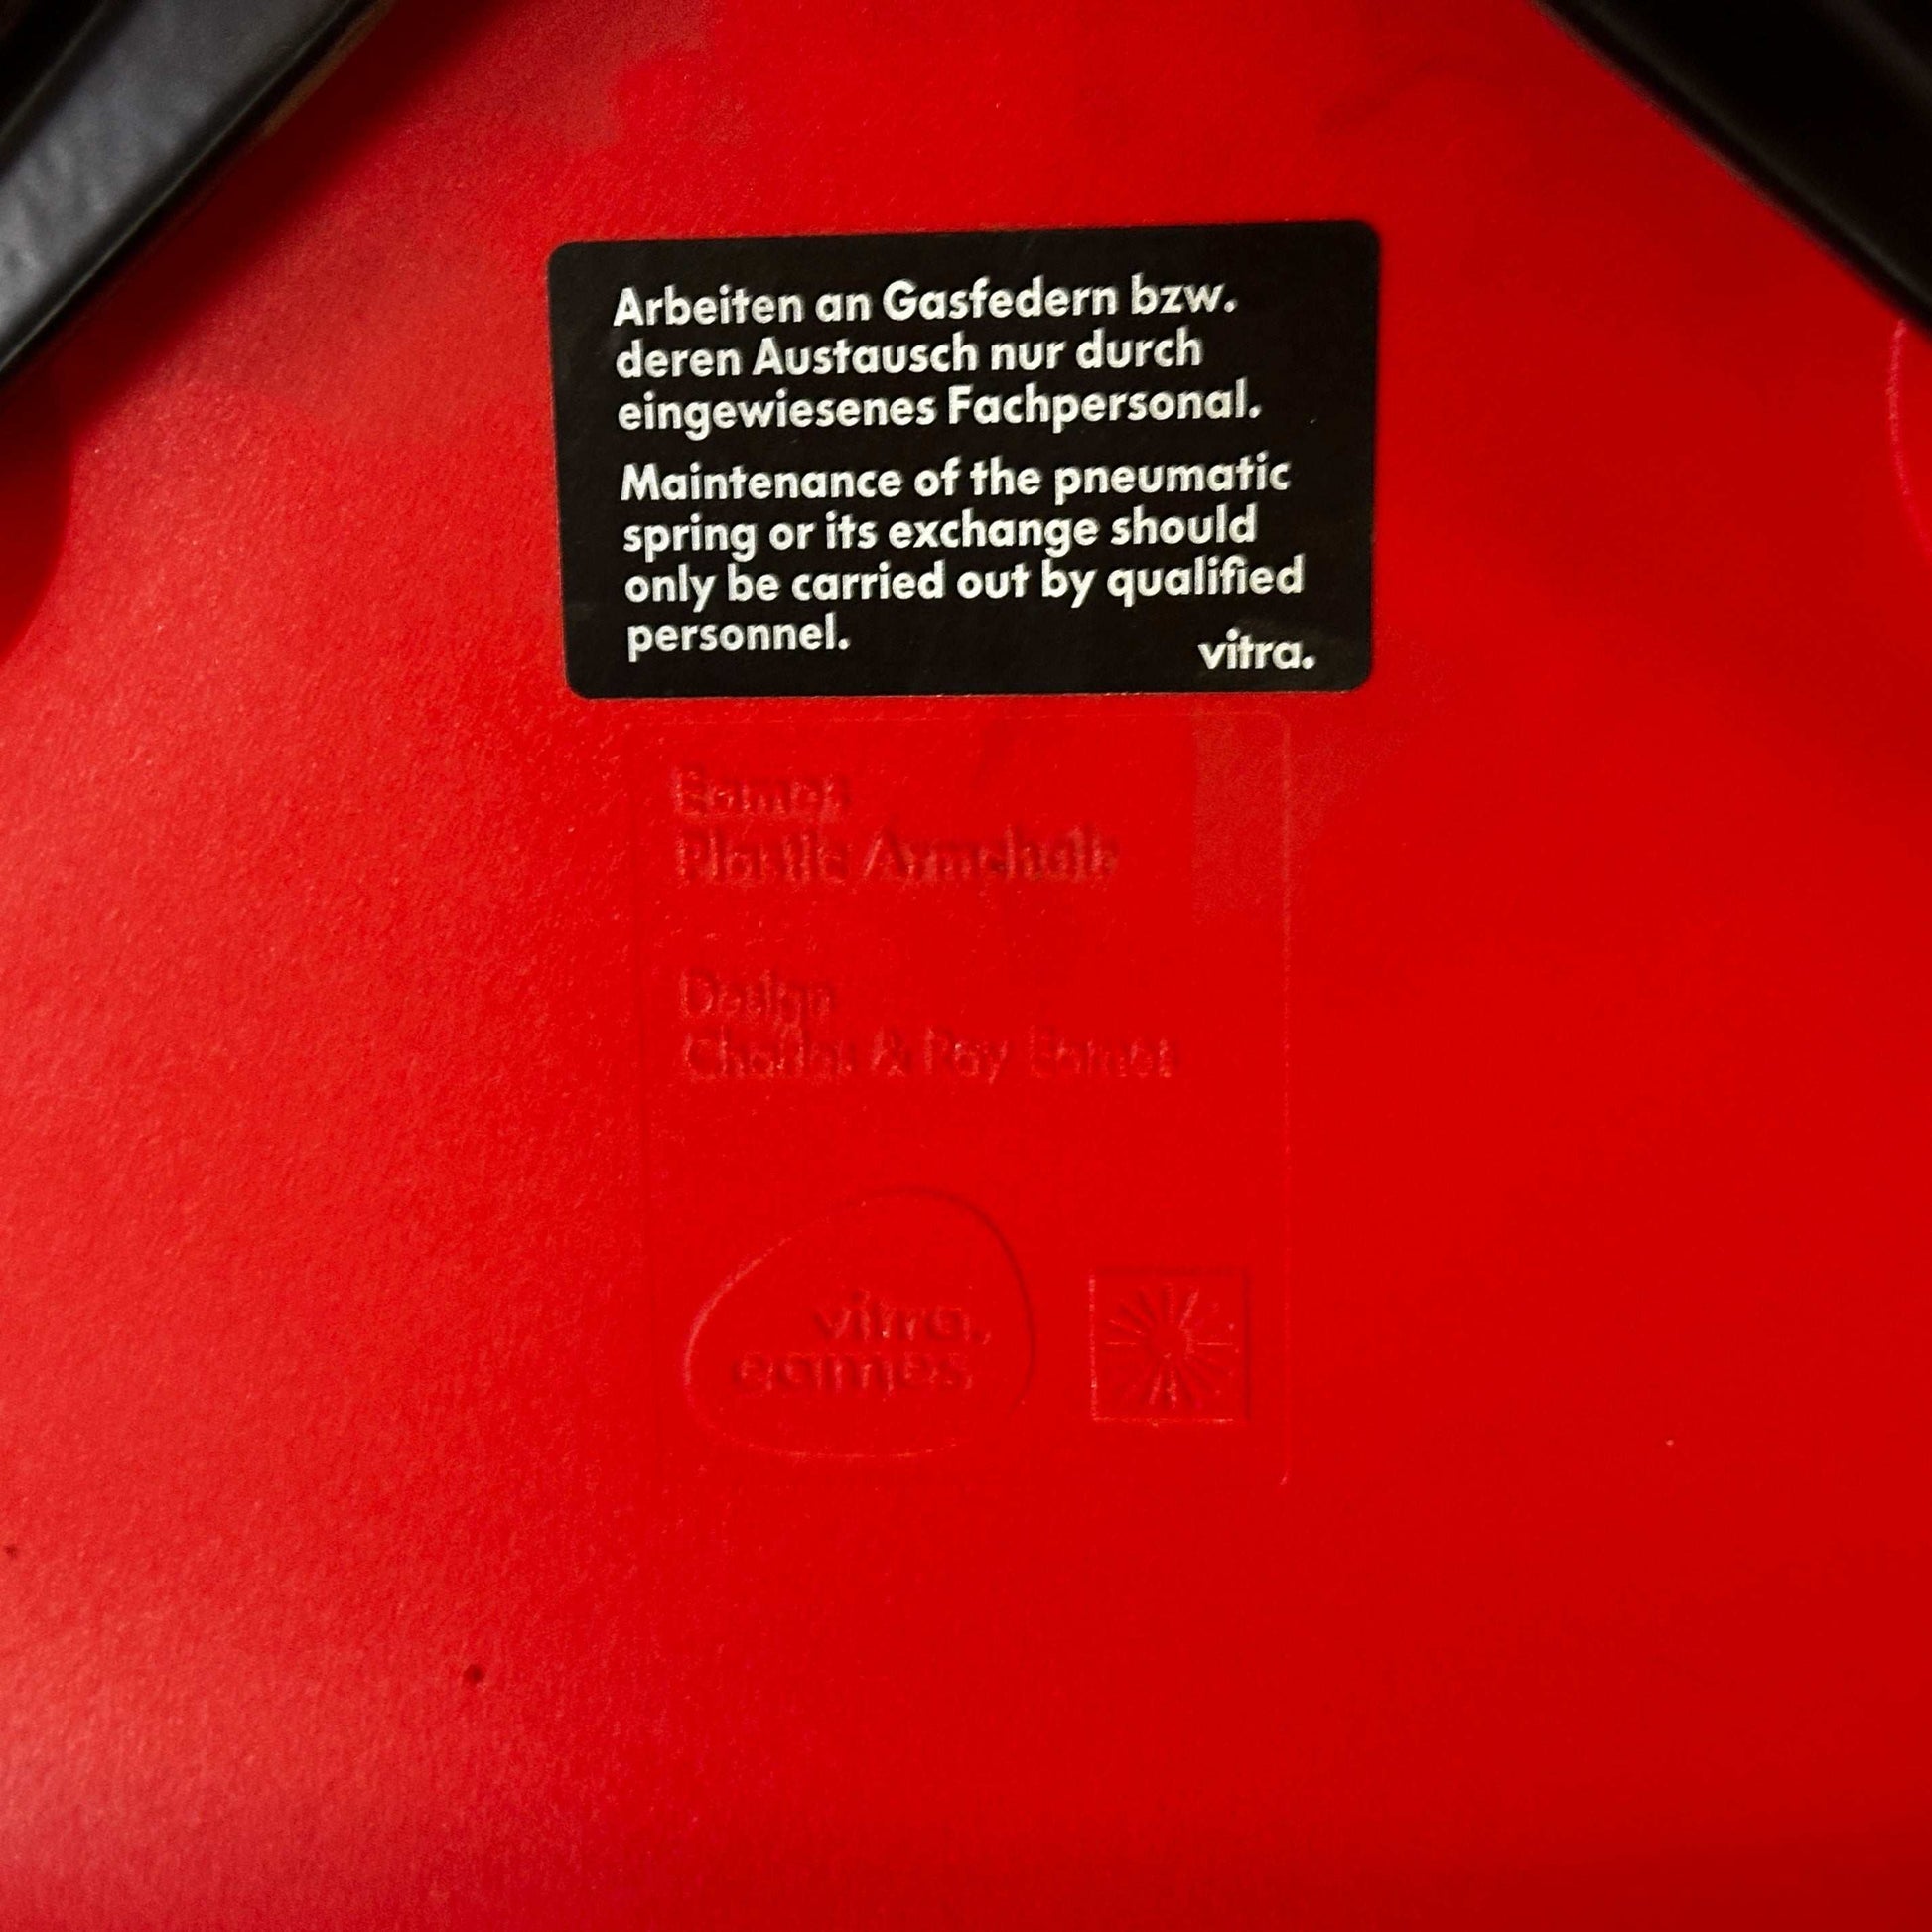 Arbeiten an Gasfedern bzw.
deren Austausch nur durch
eingewiesenes Fachpersonal.
Maintenance of the pneumatic
spring or its exchange should
only be carried out by qualified
personnel.
vitra.
Eames
Plastic Armchair
Design
Charles & Ray Eames
vitra.
eames